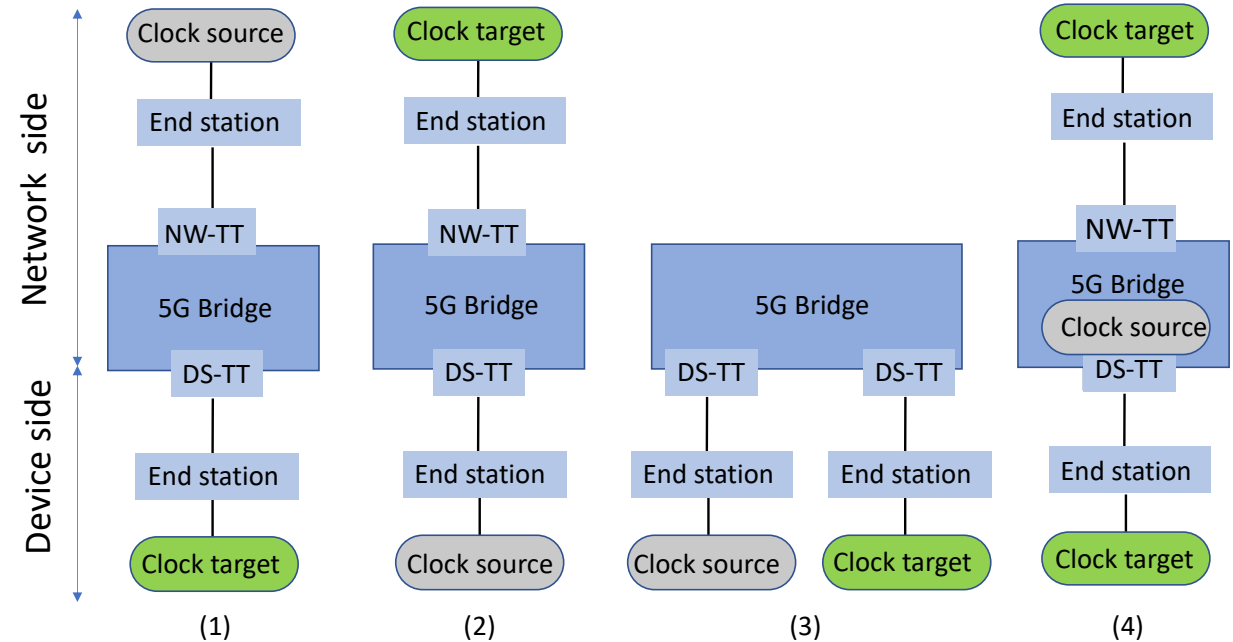 Network side
Device side
Clock source
End station
NW-TT
5G Bridge
DS-TT
End station
Clock target
(1)
Clock target
End station
NW-TT
5G Bridge
DS-TT
End station
Clock source
(2)
5G Bridge
DS-TT
DS-TT
End station
End station
Clock source
Clock target
(3)
Clock target
End station
NW-TT
5G Bridge
Clock source
DS-TT
End station
Clock target
(4)